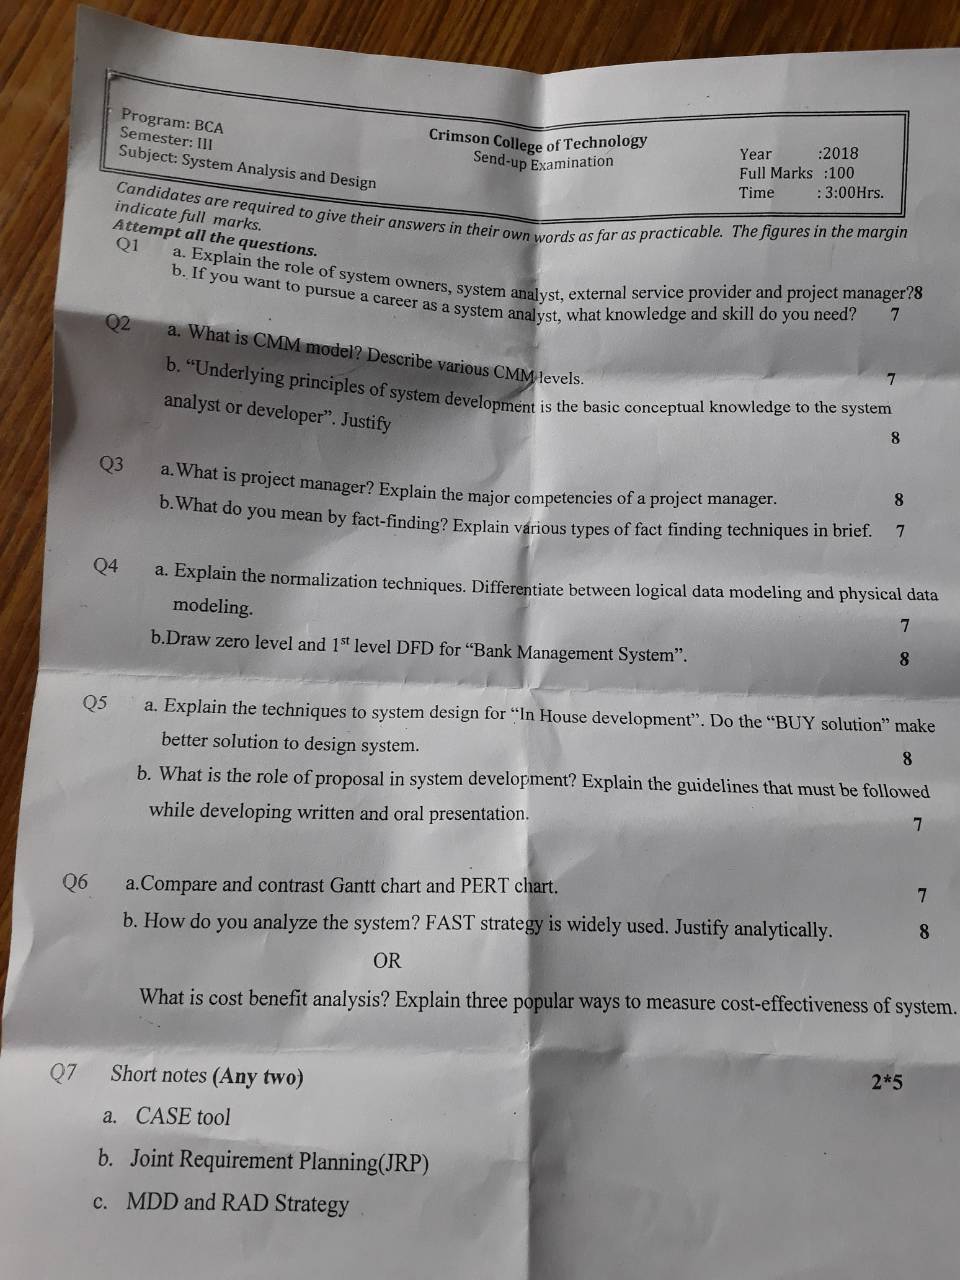 Program: BCA
Semester: III
Subject: System Analysis and Design
Crimson College of Technology
Send-up Examination
Year :2018
Full Marks :100
Time : 3:00Hrs.
Candidates are required to give their answers in their own words as far as practicable. The figures in the margin
indicate full marks.
Attempt all the questions.
Q1 a. Explain the role of system owners, system analyst, external service provider and project manager?8
b. If you want to pursue a career as a system analyst, what knowledge and skill do you need? 7
Q2 a. What is CMM model? Describe various CMM levels. 7
b. “Underlying principles of system development is the basic conceptual knowledge to the system
analyst or developer”. Justify 8
Q3 a.What is project manager? Explain the major competencies of a project manager. 8
b.What do you mean by fact-finding? Explain various types of fact finding techniques in brief. 7
Q4 a. Explain the normalization techniques. Differentiate between logical data modeling and physical data
modeling. 7
b.Draw zero level and 1st level DFD for “Bank Management System”. 8
Q5 a. Explain the techniques to system design for “In House development”. Do the “BUY solution” make
better solution to design system. 8
b. What is the role of proposal in system development? Explain the guidelines that must be followed
while developing written and oral presentation. 7
Q6 a.Compare and contrast Gantt chart and PERT chart. 7
b. How do you analyze the system? FAST strategy is widely used. Justify analytically. 8
OR
What is cost benefit analysis? Explain three popular ways to measure cost-effectiveness of system.
Q7 Short notes (Any two) 2*5
a. CASE tool
b. Joint Requirement Planning(JRP)
c. MDD and RAD Strategy